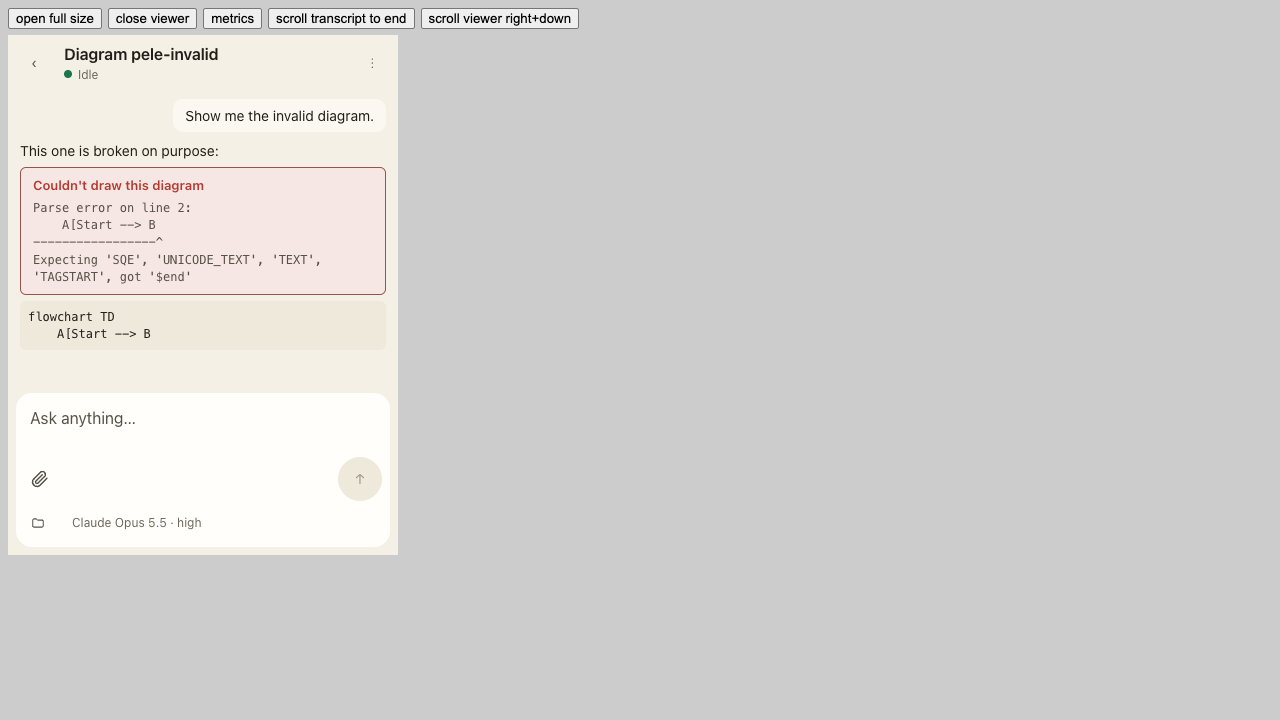 open full size close viewer metrics scroll transcript to end scroll viewer right+down
Diagram pele-invalid
Idle
Show me the invalid diagram.
This one is broken on purpose:
Couldn't draw this diagram
Parse error on line 2:
    A[Start --> B
-----------------^
Expecting 'SQE', 'UNICODE_TEXT', 'TEXT',
'TAGSTART', got '$end'
flowchart TD
    A[Start --> B
Ask anything...
Claude Opus 5.5 · high